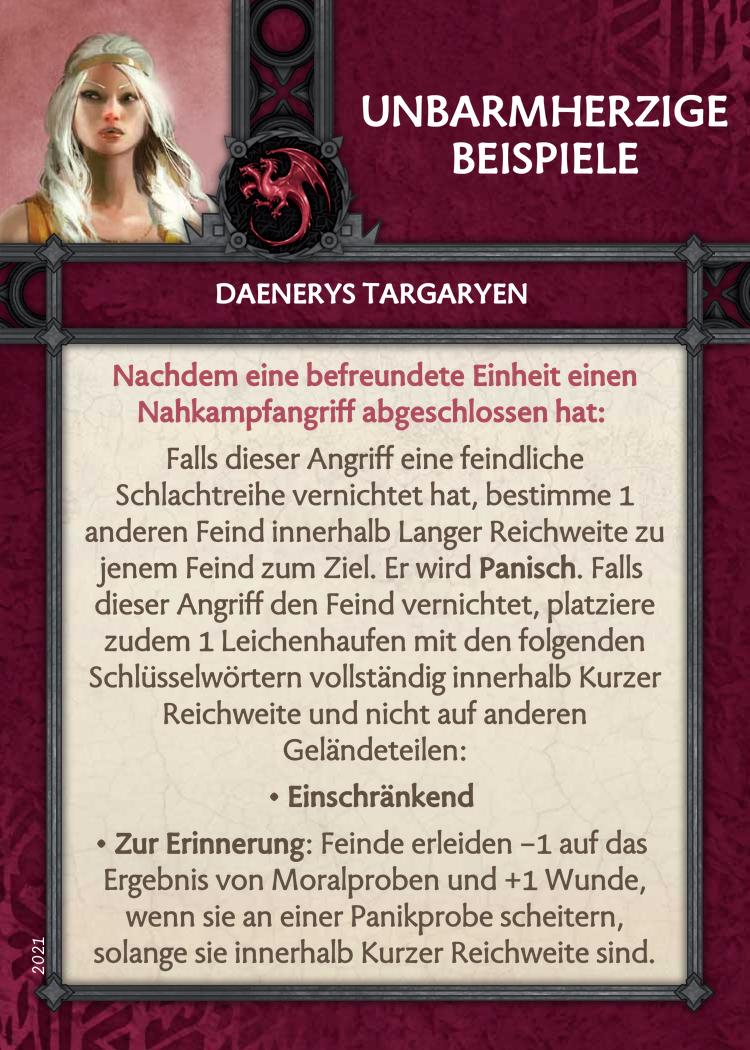 UNBARMHERZIGE
BEISPIELE
DAENERYS TARGARYEN
Nachdem eine befreundete Einheit einen
Nahkampfangriff abgeschlossen hat:
Falls dieser Angriff eine feindliche
Schlachtreihe vernichtet hat, bestimme 1
anderen Feind innerhalb Langer Reichweite zu
jenem Feind zum Ziel. Er wird Panisch. Falls
dieser Angriff den Feind vernichtet, platziere
zudem 1 Leichenhaufen mit den folgenden
Schlüsselwörtern vollständig innerhalb Kurzer
Reichweite und nicht auf anderen
Geländeteilen:
• Einschränkend
• Zur Erinnerung: Feinde erleiden –1 auf das
Ergebnis von Moralproben und +1 Wunde,
wenn sie an einer Panikprobe scheitern,
solange sie innerhalb Kurzer Reichweite sind.
2021